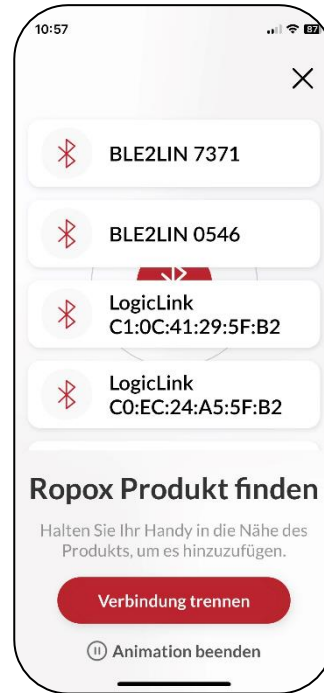 10:57
87
BLE2LIN 7371
BLE2LIN 0546
LogicLink
C1:0C:41:29:5F:B2
LogicLink
C0:EC:24:A5:5F:B2
Ropox Produkt finden
Halten Sie Ihr Handy in die Nähe des
Produkts, um es hinzuzufügen.
Verbindung trennen
Animation beenden